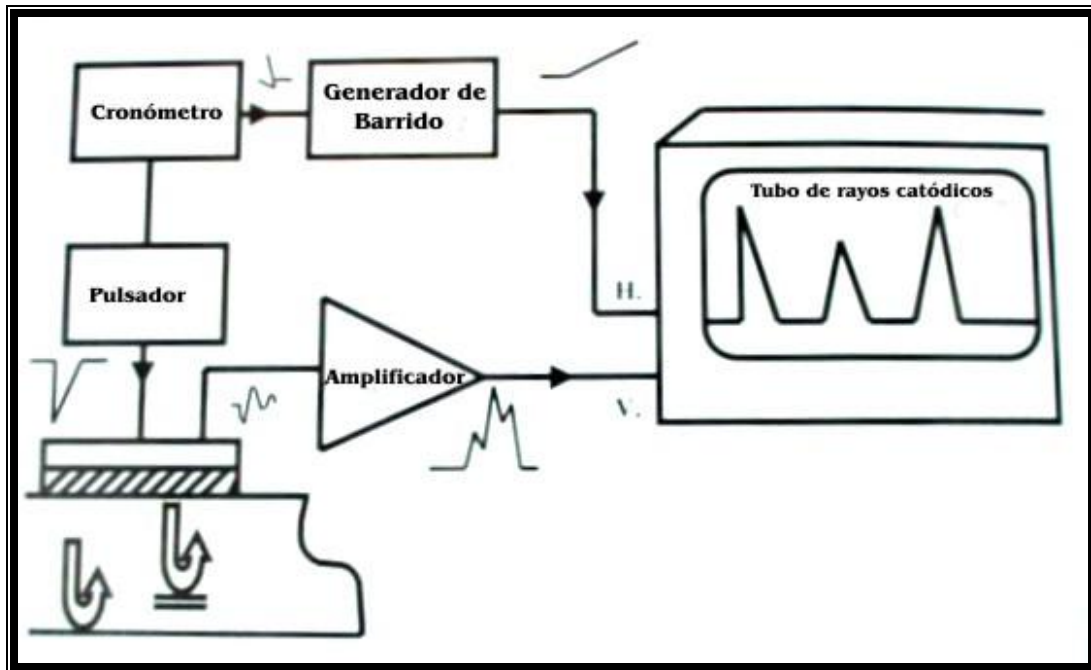 Cronómetro
Generador de
Barrido
Tubo de rayos catódicos
Pulsador
H.
Amplificador
V.